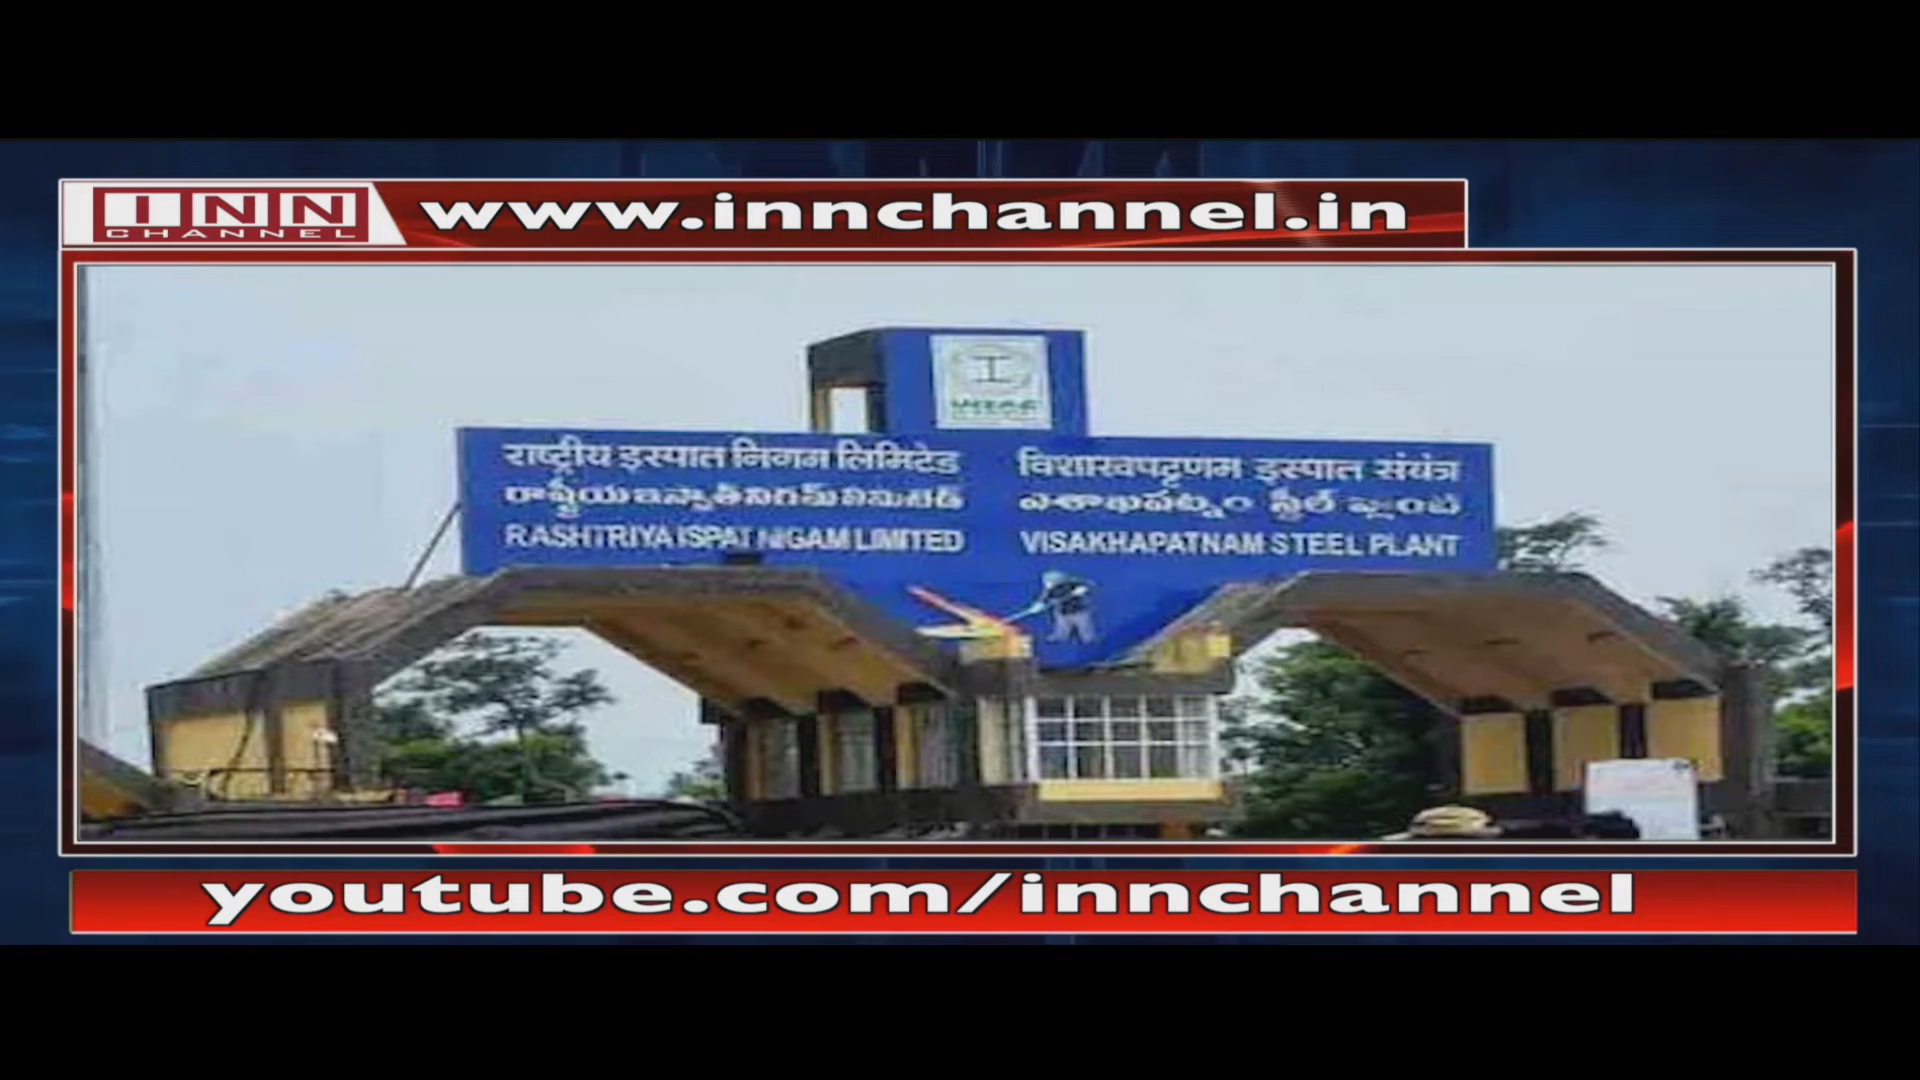 INN
CHANNEL
www.innchannel.in
राष्ट्रीय इस्पात निगम लिमिटेड
విశాఖపట్నం స్టీల్ ప్లాంట్
విशाखपट्टणम इस्पात संयंत्र
RASHTRIYA ISPAT NIGAM LIMITED
VISAKHAPATNAM STEEL PLANT
youtube.com/innchannel